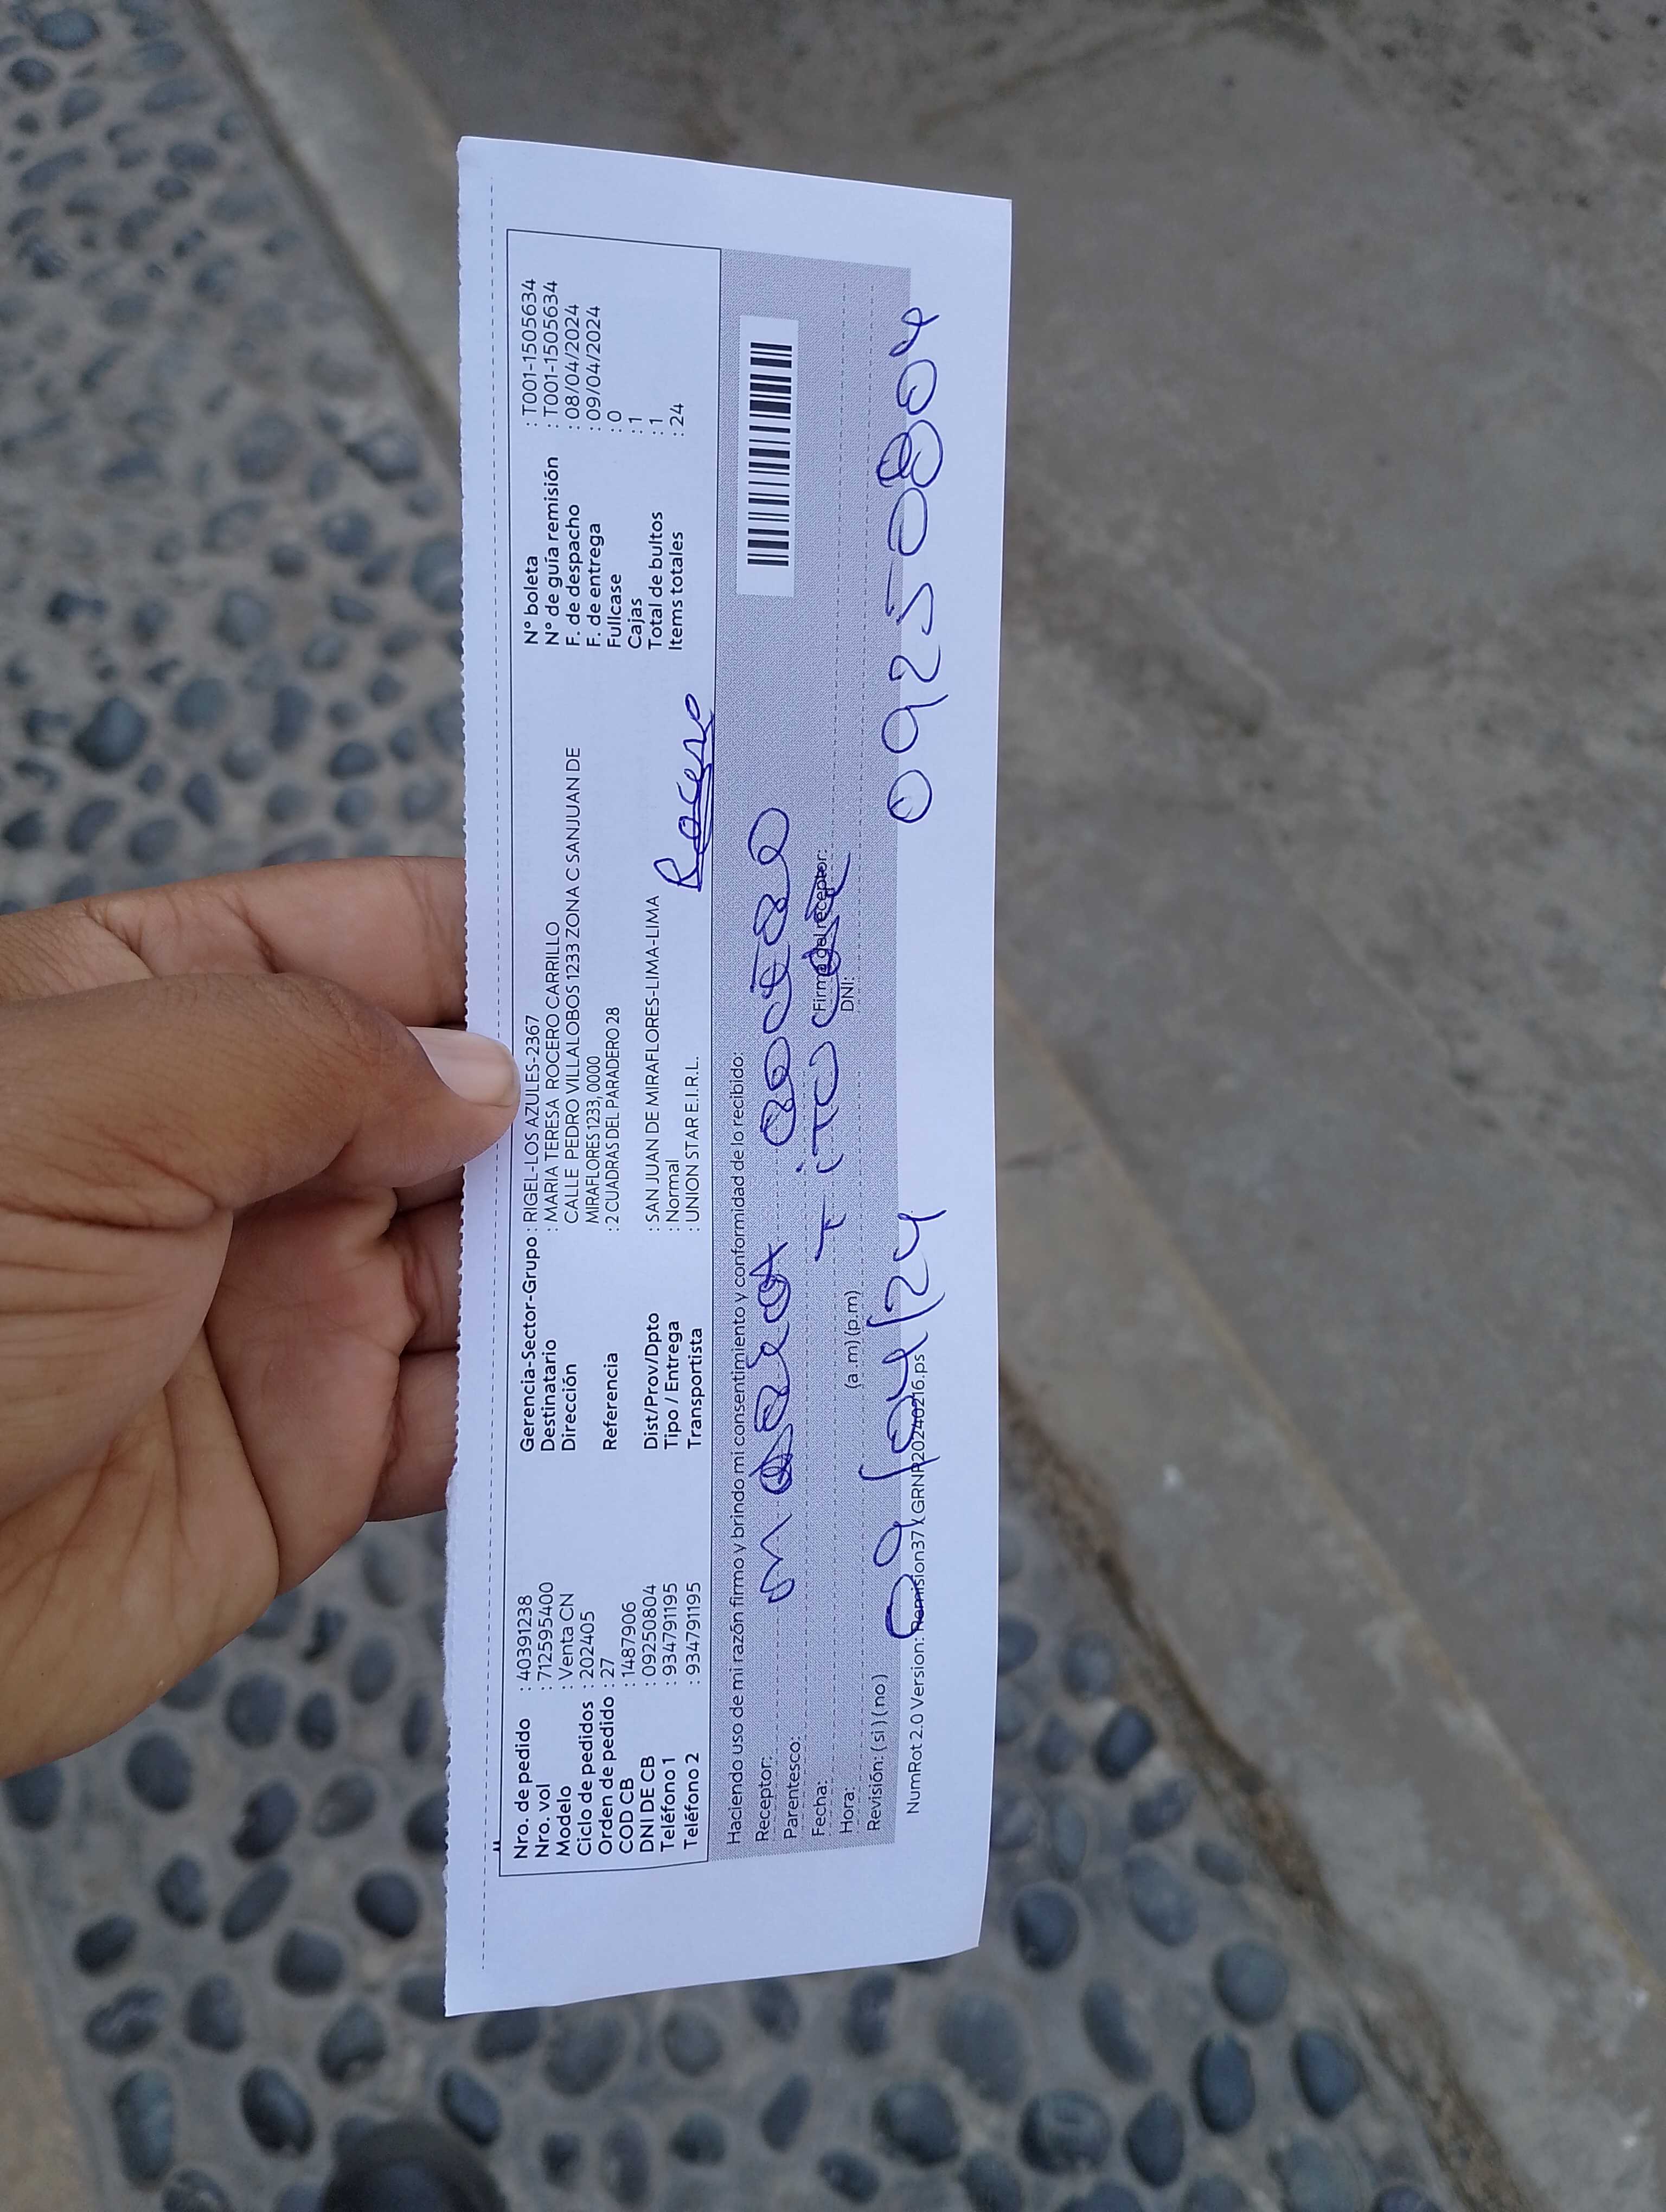 Nro. de pedido : 40391238 Gerencia-Sector-Grupo : RIGEL-LOS AZULES-2367 N° boleta : T001-1505634
Nro. vol : 712595400 Destinatario : MARIA TERESA ROCERO CARRILLO N° de guía remisión : T001-1505634
Modelo : Venta CN Dirección CALLE PEDRO VILLALOBOS 1233 ZONA C SANJUAN DE F. de despacho : 08/04/2024
Ciclo de pedidos : 202405 MIRAFLORES 1233, 0000 F. de entrega : 09/04/2024
Orden de pedido : 27 Referencia : 2 CUADRAS DEL PARADERO 28 Fullcase : 0
COD CB : 1487906 Cajas : 1
DNI DE CB : 09250804 Dist/Prov/Dpto : SAN JUAN DE MIRAFLORES-LIMA-LIMA Total de bultos : 1
Teléfono 1 : 934791195 Tipo / Entrega : Normal Items totales : 24
Teléfono 2 : 934791195 Transportista : UNION STAR E.I.R.L.
Rocero
Haciendo uso de mi razón firmo y brindo mi consentimiento y conformidad de lo recibido:
Receptor:
Parentesco: TiTU
Fecha: Firma del receptor:
Hora: (a.m) (p.m) DNI:
Revisión: ( si ) ( no ) 09/04/24 09250804
NumRot 2.0 Version: Remision37 XGRNP20240216.ps